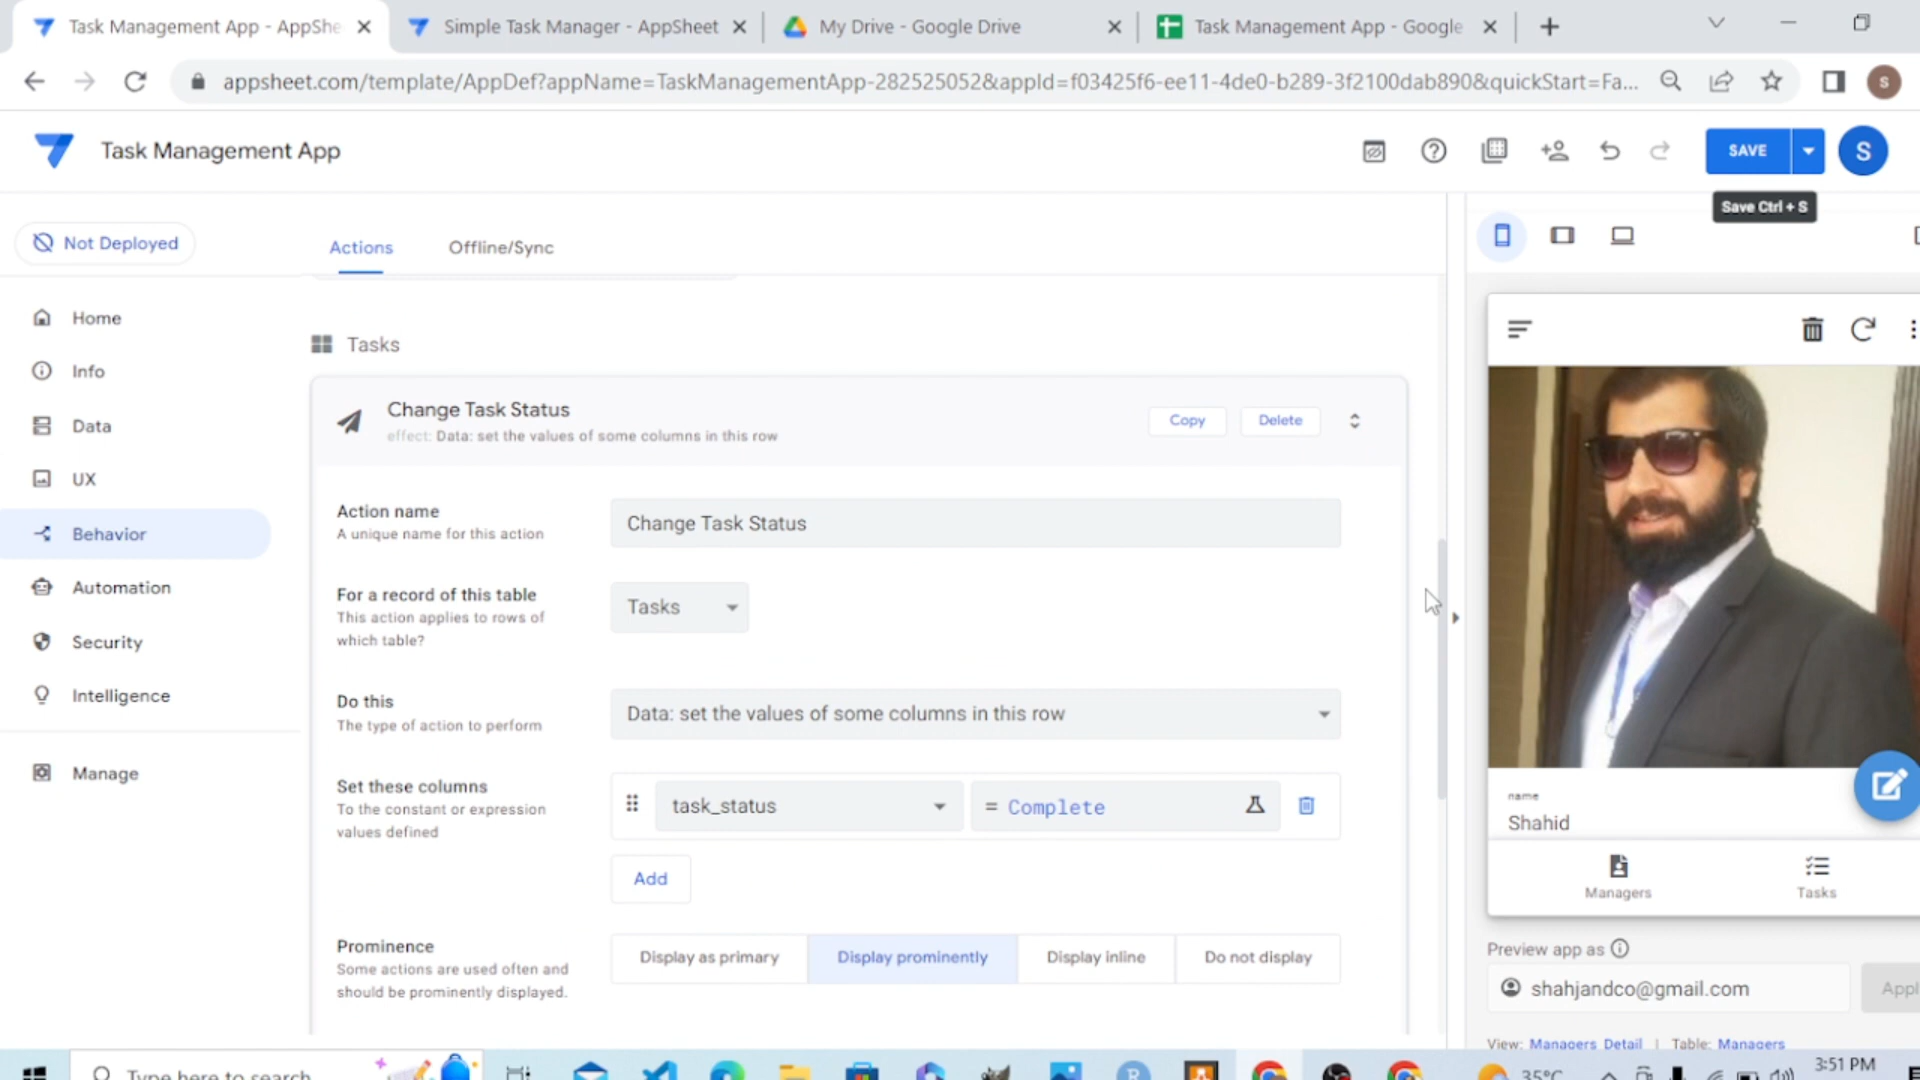 Task Management App - AppShe
Simple Task Manager - AppSheet
My Drive - Google Drive
Task Management App - Google
appsheet.com/template/AppDef?appName=TaskManagementApp-282525052&appId=f03425f6-ee11-4de0-b289-3f2100dab890&quickStart=Fa...
S
Task Management App
SAVE
S
Save Ctrl + S
Not Deployed
Actions
Offline/Sync
Home
Info
Data
UX
Behavior
Automation
Security
Intelligence
Manage
Tasks
Change Task Status
effect: Data: set the values of some columns in this row
Copy
Delete
Action name
A unique name for this action
Change Task Status
For a record of this table
This action applies to rows of
which table?
Tasks
Do this
The type of action to perform
Data: set the values of some columns in this row
Set these columns
To the constant or expression
values defined
task_status
= Complete
Add
Prominence
Some actions are used often and
should be prominently displayed.
Display as primary
Display prominently
Display inline
Do not display
name
Shahid
Managers
Tasks
Preview app as
shahjandco@gmail.com
Appl
View: Managers_Detail | Table: Managers
Type here to search
35°C
3:51 PM